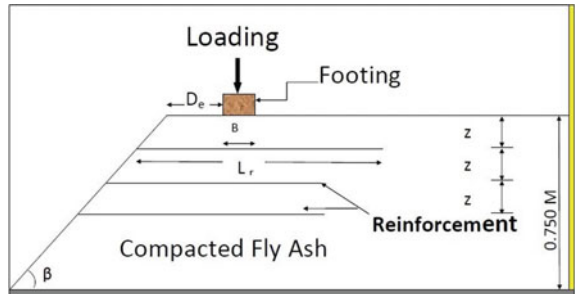 Loading
Footing
De
B
Lr
z
z
z
Reinforcement
Compacted Fly Ash
β
0.750 M